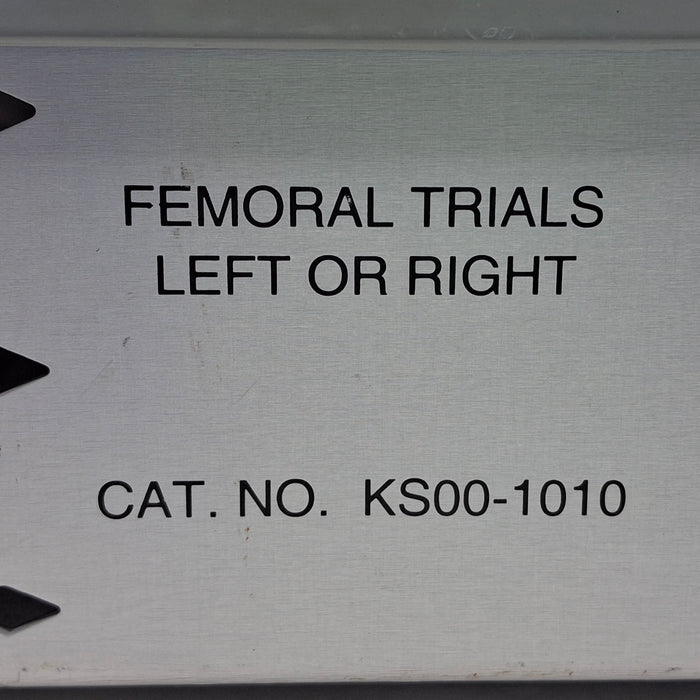 FEMORAL TRIALS
LEFT OR RIGHT
CAT. NO. KS00-1010